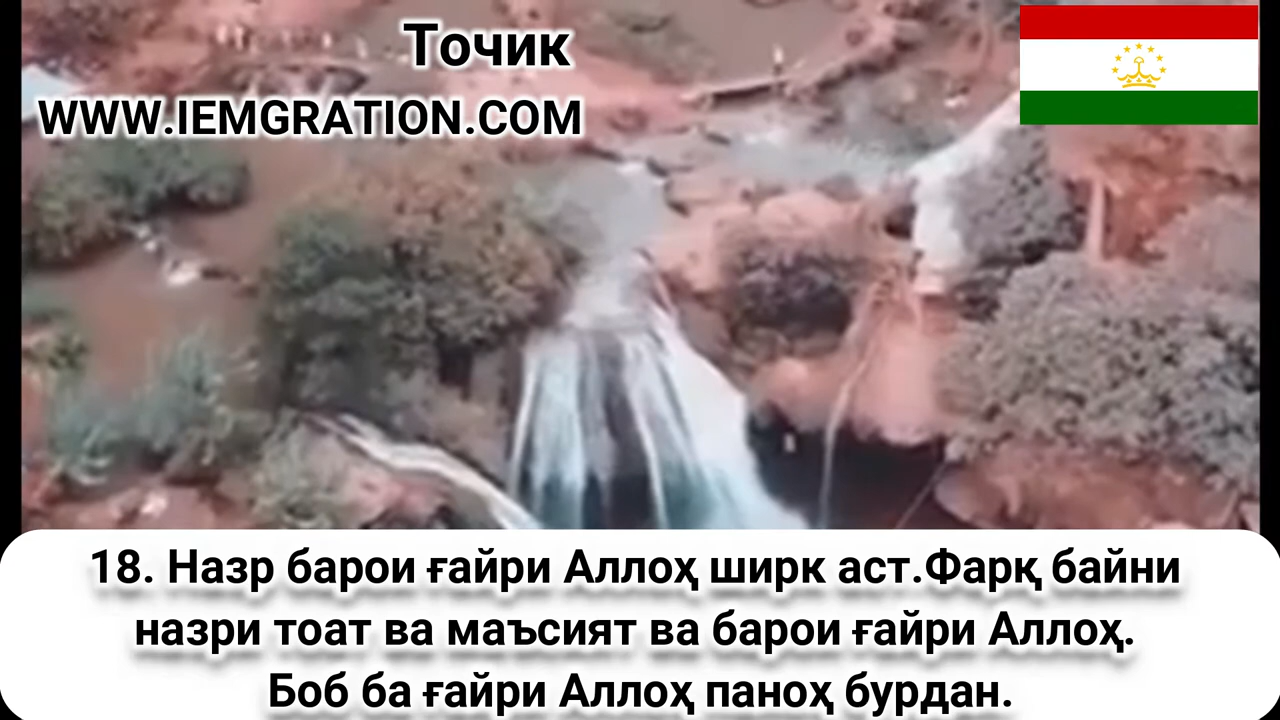 Точик
WWW.IEMGRATION.COM
18. Назр барои ғайри Аллоҳ ширк аст.Фарқ байни
назри тоат ва маъсият ва барои ғайри Аллоҳ.
Боб ба ғайри Аллоҳ паноҳ бурдан.